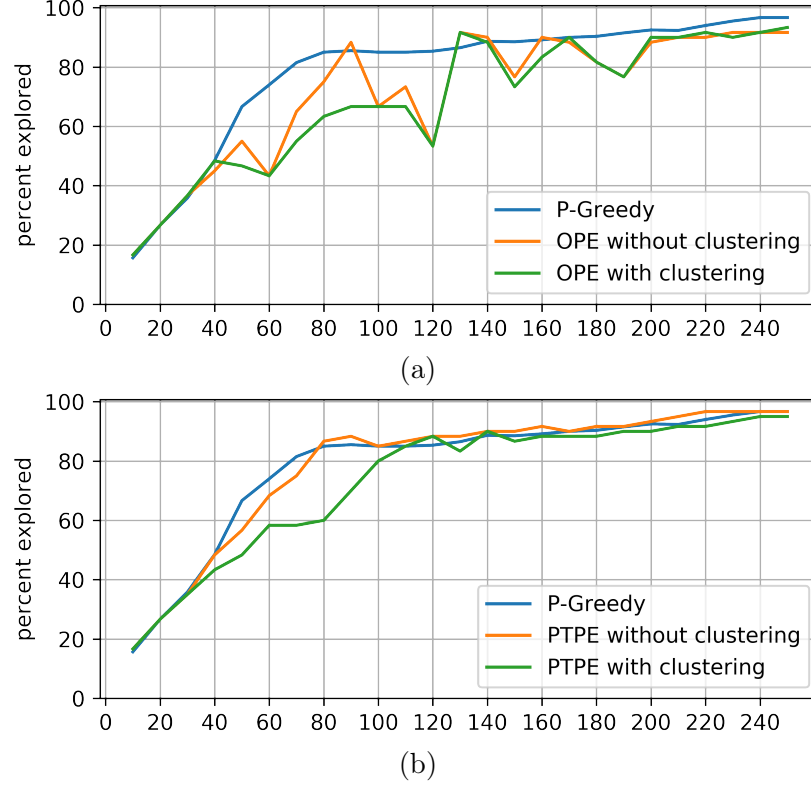 100
80
60
40
20
0
percent explored
P-Greedy
OPE without clustering
OPE with clustering
0 20 40 60 80 100 120 140 160 180 200 220 240
(a)
100
80
60
40
20
0
percent explored
P-Greedy
PTPE without clustering
PTPE with clustering
0 20 40 60 80 100 120 140 160 180 200 220 240
(b)